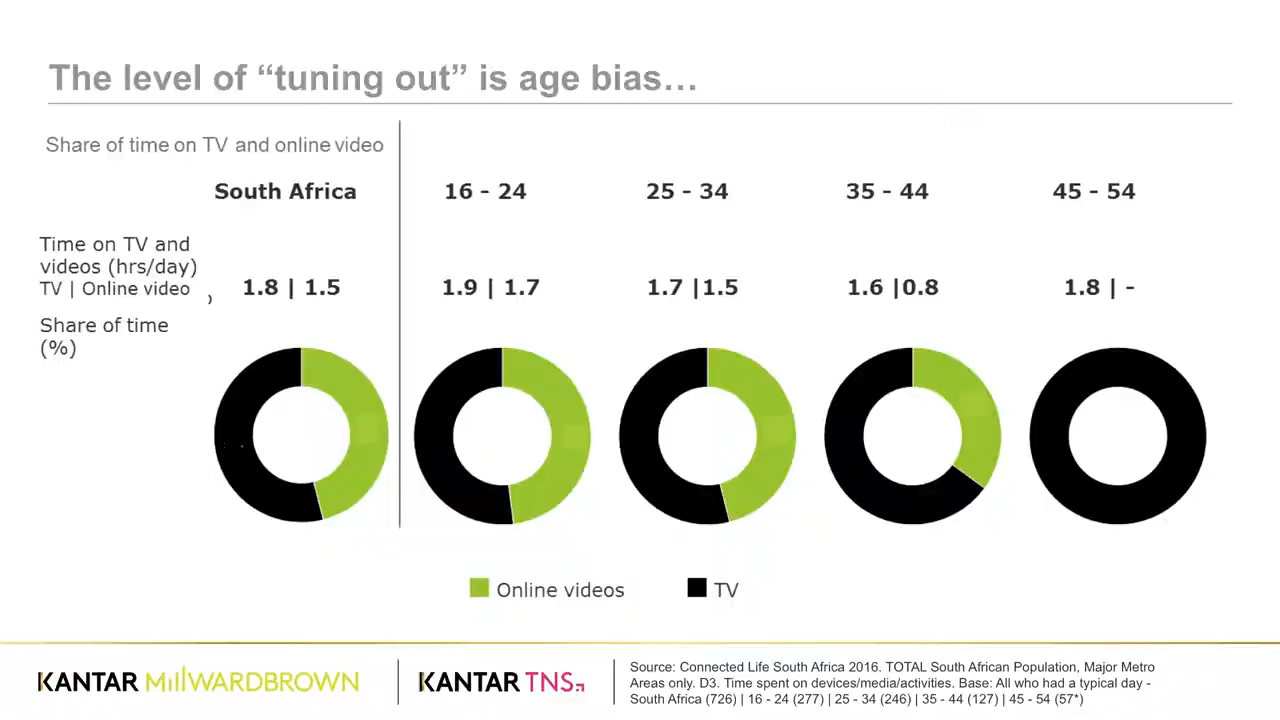 The level of “tuning out” is age bias…
Share of time on TV and online video
South Africa
16 - 24
25 - 34
35 - 44
45 - 54
Time on TV and
videos (hrs/day)
TV | Online video
,
1.8 | 1.5
1.9 | 1.7
1.7 |1.5
1.6 |0.8
1.8 | -
Share of time
(%)
Online videos
TV
KANTAR MillWARDBROWN
KANTAR TNS
Source: Connected Life South Africa 2016. TOTAL South African Population, Major Metro
Areas only. D3. Time spent on devices/media/activities. Base: All who had a typical day -
South Africa (726) | 16 - 24 (277) | 25 - 34 (246) | 35 - 44 (127) | 45 - 54 (57*)